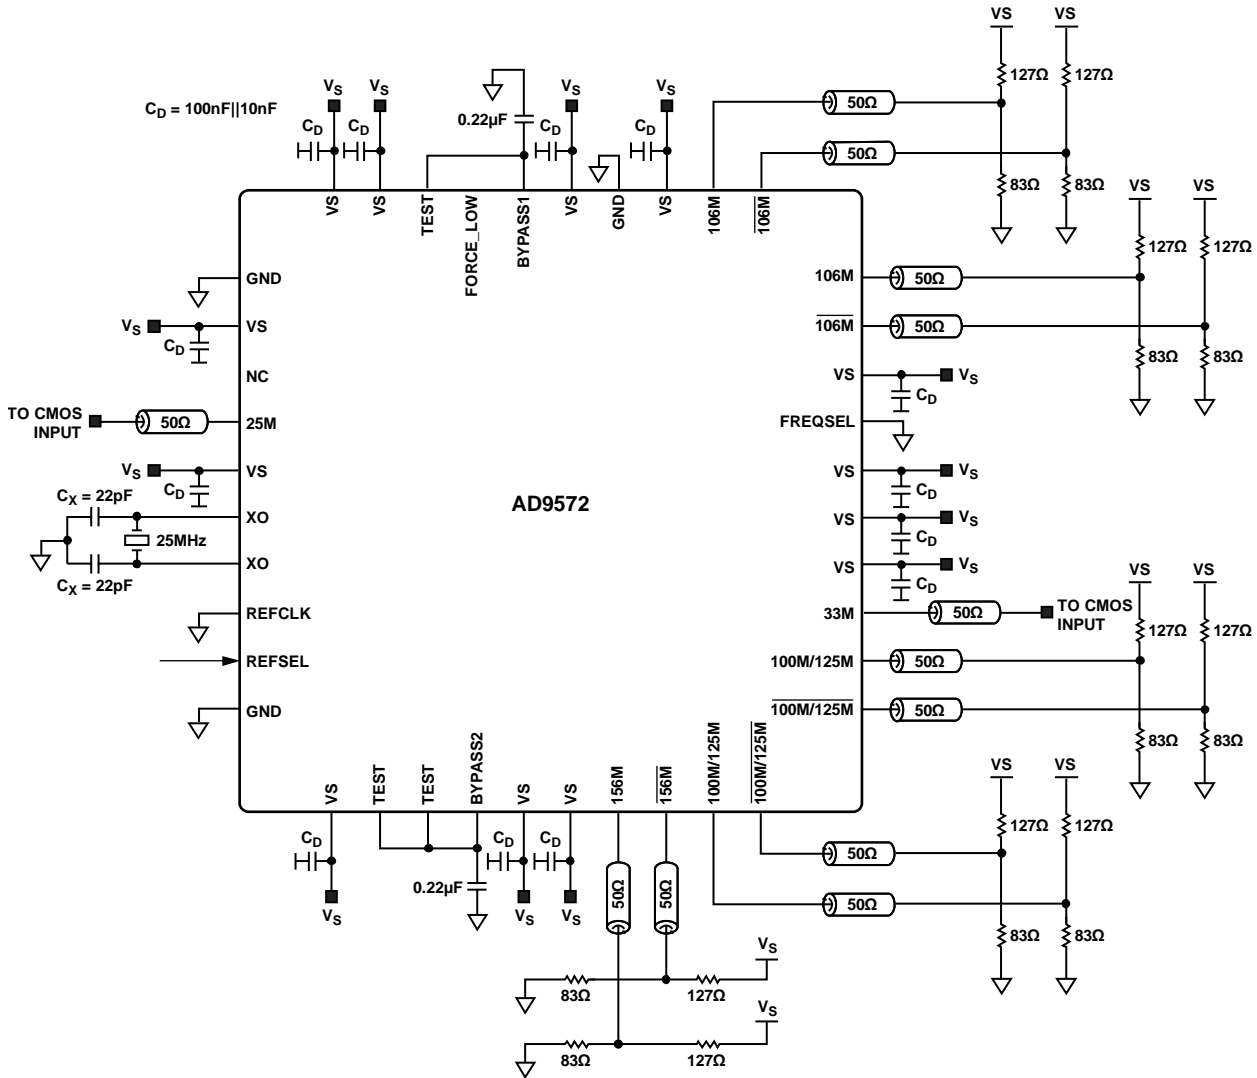 VS VS
127Ω 127Ω
50Ω
50Ω
83Ω 83Ω
C_D = 100nF||10nF
V_S V_S V_S V_S
0.22µF
C_D C_D C_D C_D
VS
VS
TEST
FORCE_LOW
BYPASS1
VS
GND
VS
106M
106M
VS VS
127Ω 127Ω
GND
106M
50Ω
V_S
VS
C_D
106M
50Ω
83Ω 83Ω
NC
VS
V_S
C_D
TO CMOS
INPUT
50Ω
25M
FREQSEL
V_S
VS
C_D
VS
V_S
C_D
AD9572
C_X = 22pF
XO
25MHz
XO
C_X = 22pF
VS
V_S
C_D
VS
V_S
C_D
VS VS
127Ω 127Ω
REFCLK
33M
50Ω
TO CMOS
INPUT
REFSEL
100M/125M
50Ω
GND
100M/125M
50Ω
83Ω 83Ω
VS
TEST
TEST
BYPASS2
VS
VS
156M
156M
100M/125M
100M/125M
VS VS
127Ω 127Ω
C_D C_D C_D
0.22µF
V_S V_S V_S
50Ω
50Ω
50Ω
50Ω
83Ω 83Ω
V_S
83Ω 127Ω
V_S
83Ω 127Ω